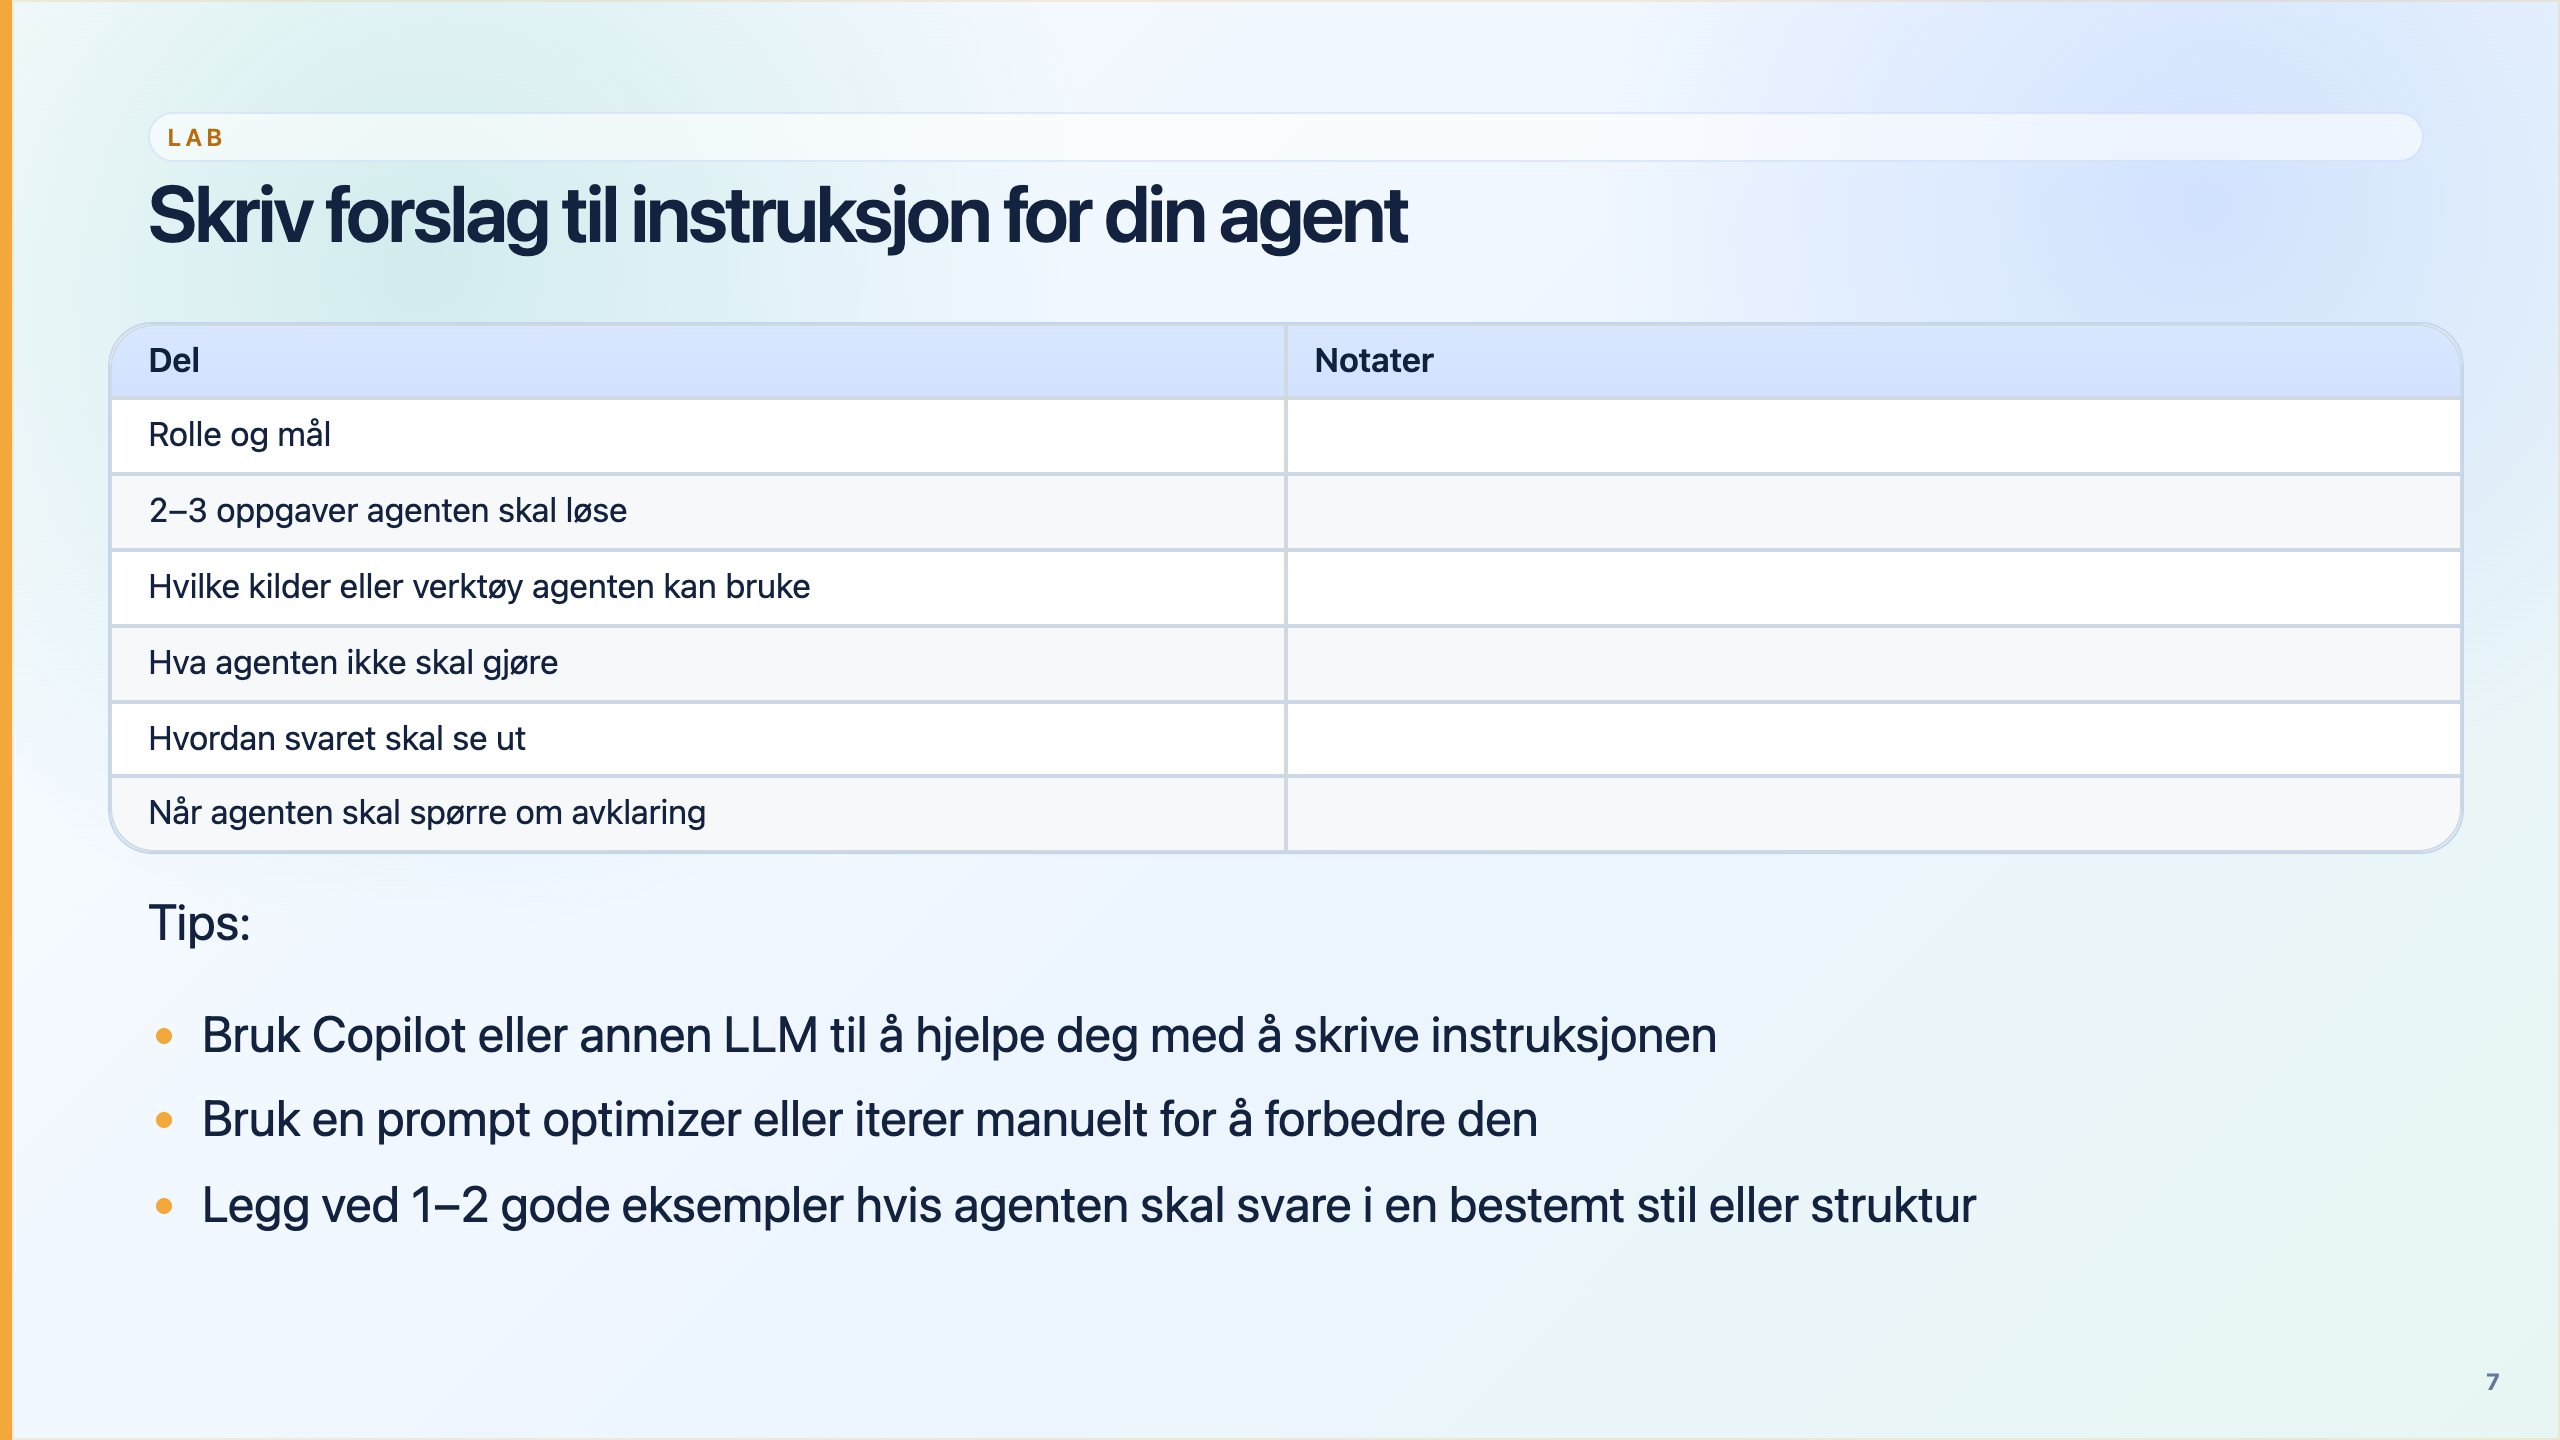 LAB
Skriv forslag til instruksjon for din agent
Del
Notater
Rolle og mål
2–3 oppgaver agenten skal løse
Hvilke kilder eller verktøy agenten kan bruke
Hva agenten ikke skal gjøre
Hvordan svaret skal se ut
Når agenten skal spørre om avklaring
Tips:
Bruk Copilot eller annen LLM til å hjelpe deg med å skrive instruksjonen
Bruk en prompt optimizer eller iterer manuelt for å forbedre den
Legg ved 1–2 gode eksempler hvis agenten skal svare i en bestemt stil eller struktur
7